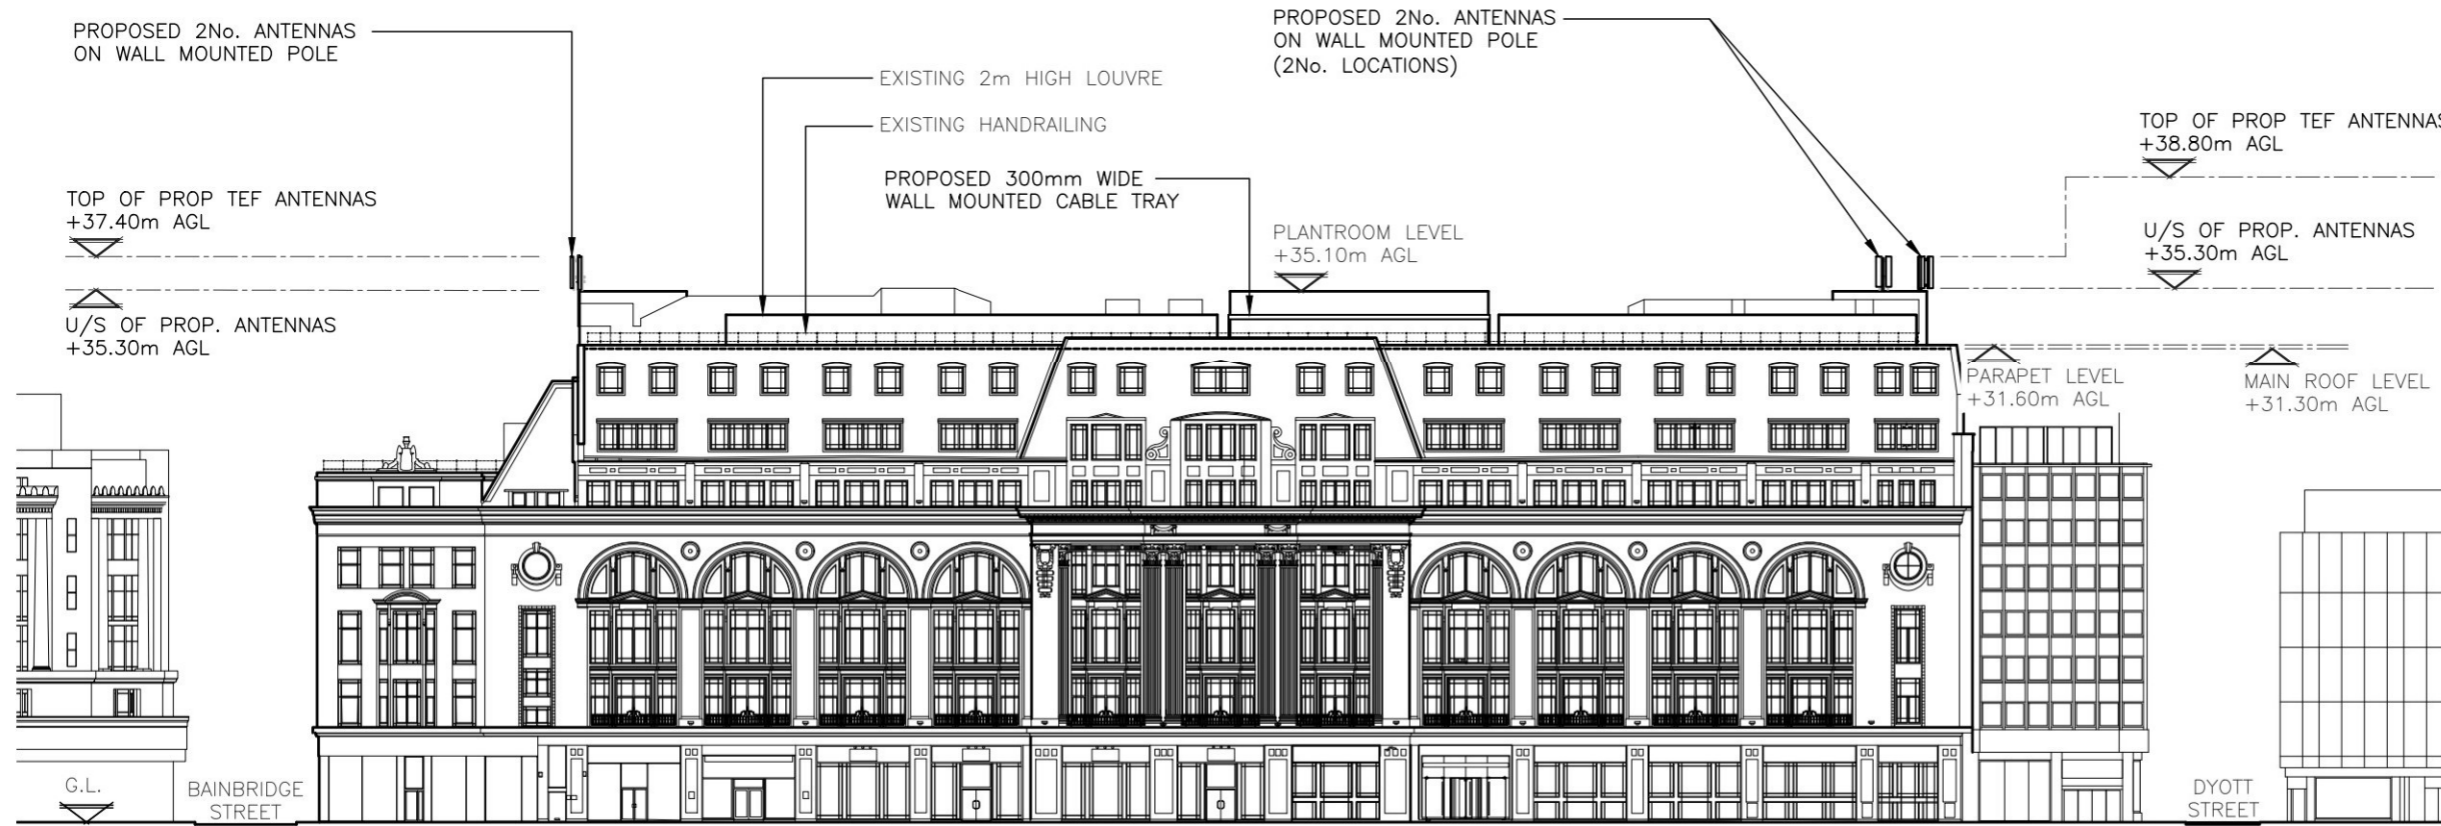 PROPOSED 2No. ANTENNAS
ON WALL MOUNTED POLE
PROPOSED 2No. ANTENNAS
ON WALL MOUNTED POLE
(2No. LOCATIONS)
EXISTING 2m HIGH LOUVRE
EXISTING HANDRAILING
PROPOSED 300mm WIDE
WALL MOUNTED CABLE TRAY
TOP OF PROP TEF ANTENNAS
+38.80m AGL
TOP OF PROP TEF ANTENNAS
+37.40m AGL
PLANTROOM LEVEL
+35.10m AGL
U/S OF PROP. ANTENNAS
+35.30m AGL
U/S OF PROP. ANTENNAS
+35.30m AGL
PARAPET LEVEL
+31.60m AGL
MAIN ROOF LEVEL
+31.30m AGL
G.L.
BAINBRIDGE
STREET
DYOTT
STREET